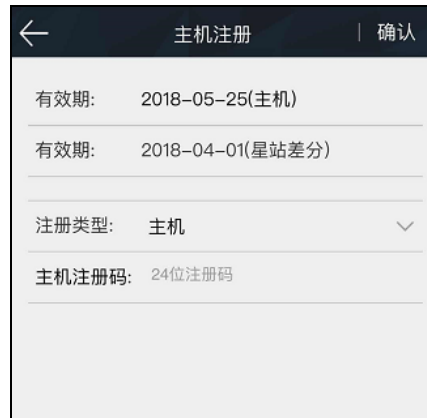 主机注册 | 确认
有效期: 2018-05-25(主机)
有效期: 2018-04-01(星站差分)
注册类型: 主机
主机注册码: 24位注册码